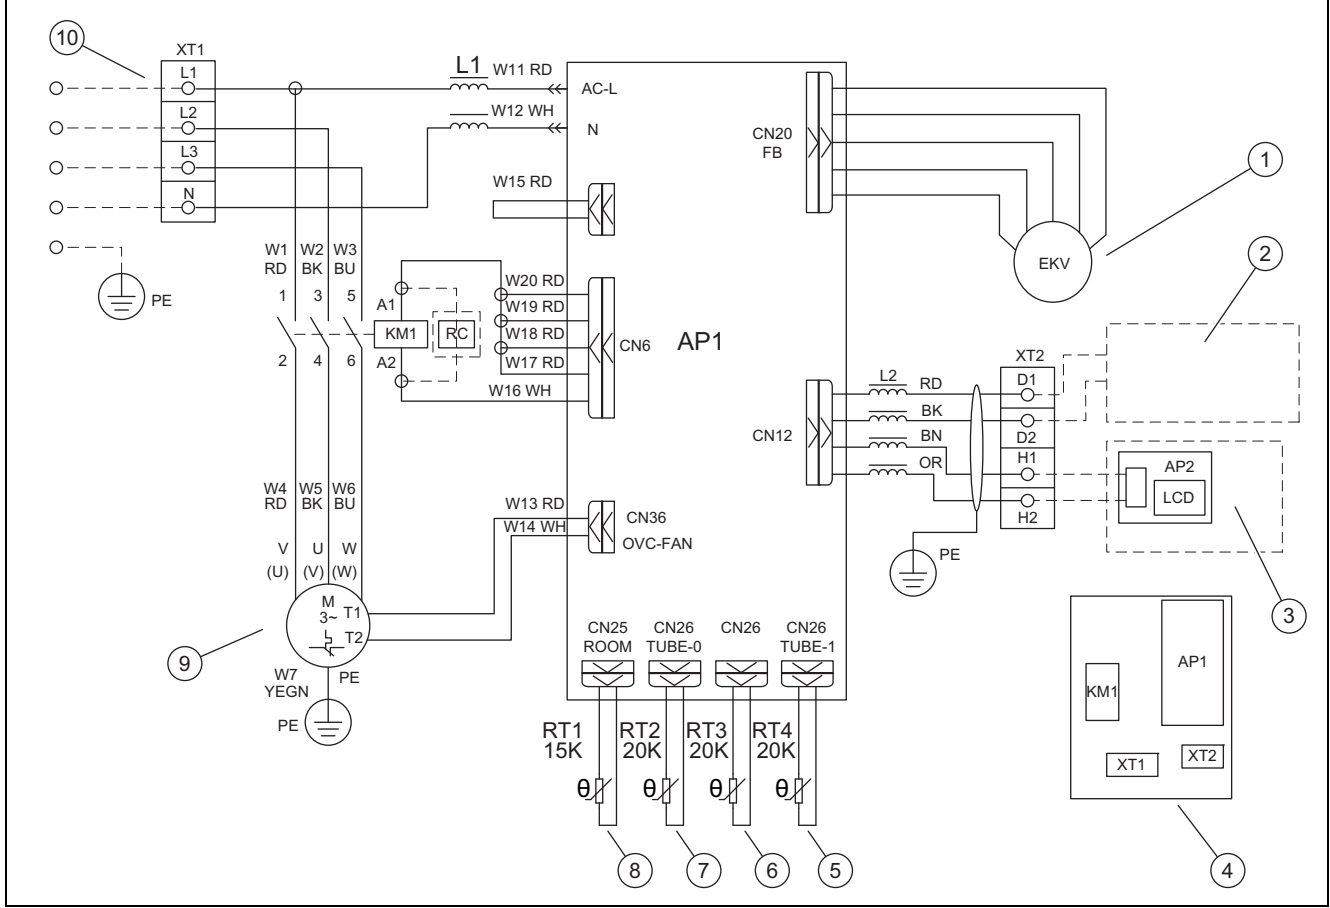 10
XT1
L1
L2
L3
N
PE
L1
W11 RD
W12 WH
AC-L
N
W15 RD
W1 W2 W3
RD BK BU
1 3 5
2 4 6
A1
KM1
RC
A2
W20 RD
W19 RD
W18 RD
W17 RD
W16 WH
CN6
AP1
CN20
FB
EKV
1
2
XT2
L2
RD
BK
BN
OR
CN12
D1
D2
H1
H2
PE
AP2
LCD
3
W4 W5 W6
RD BK BU
V U W
(U) (V) (W)
M
3~
T1
T2
W7
YEGN
PE
PE
9
W13 RD
W14 WH
CN36
OVC-FAN
CN25 CN26 CN26 CN26
ROOM TUBE-0 TUBE-1
RT1 RT2 RT3 RT4
15K 20K 20K 20K
θ θ θ θ
8 7 6 5
AP1
KM1
XT1
XT2
4